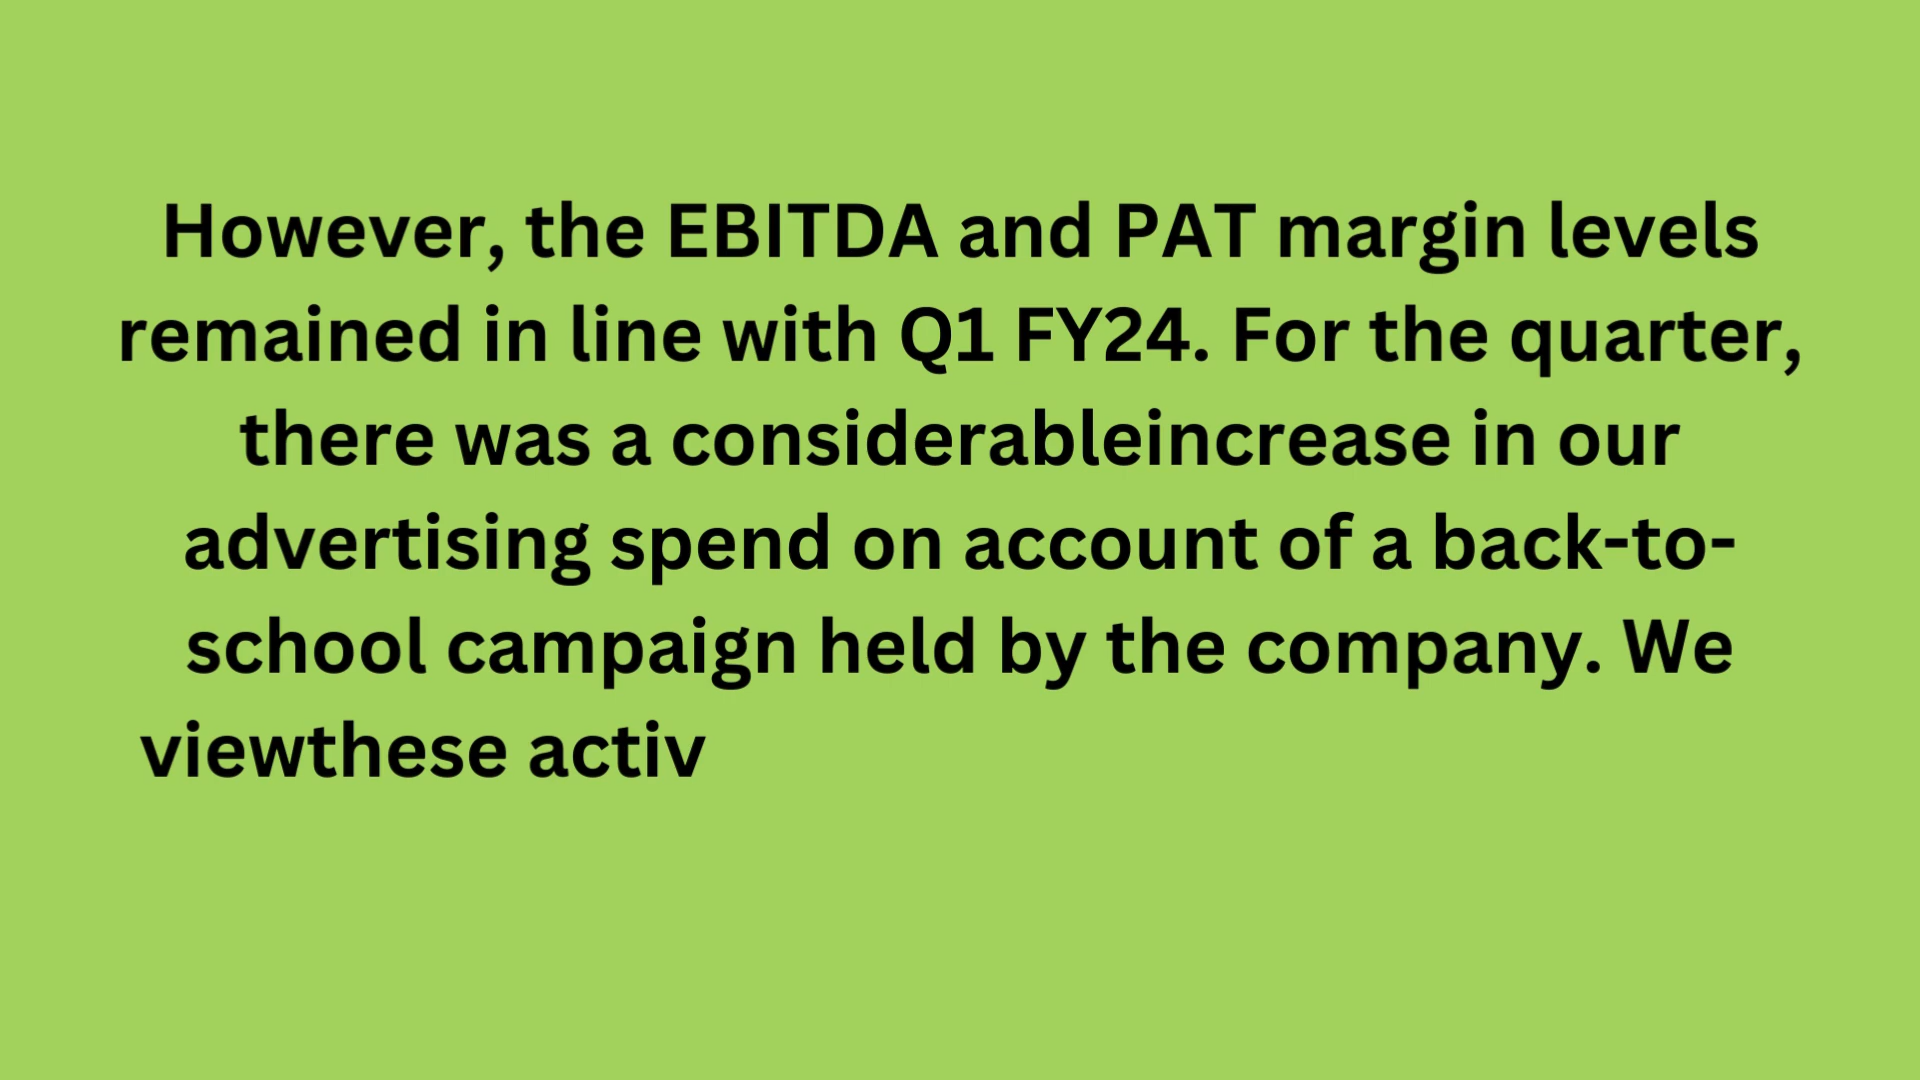 However, the EBITDA and PAT margin levels
remained in line with Q1 FY24. For the quarter,
there was a considerableincrease in our
advertising spend on account of a back-to-
school campaign held by the company. We
viewthese activ